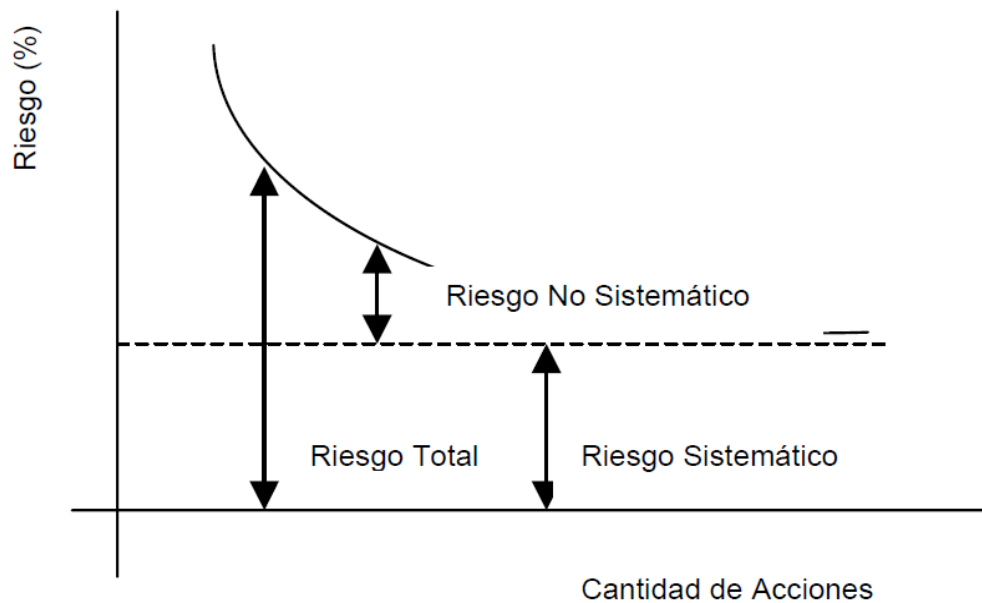 Riesgo (%)
Riesgo No Sistemático
Riesgo Total
Riesgo Sistemático
Cantidad de Acciones